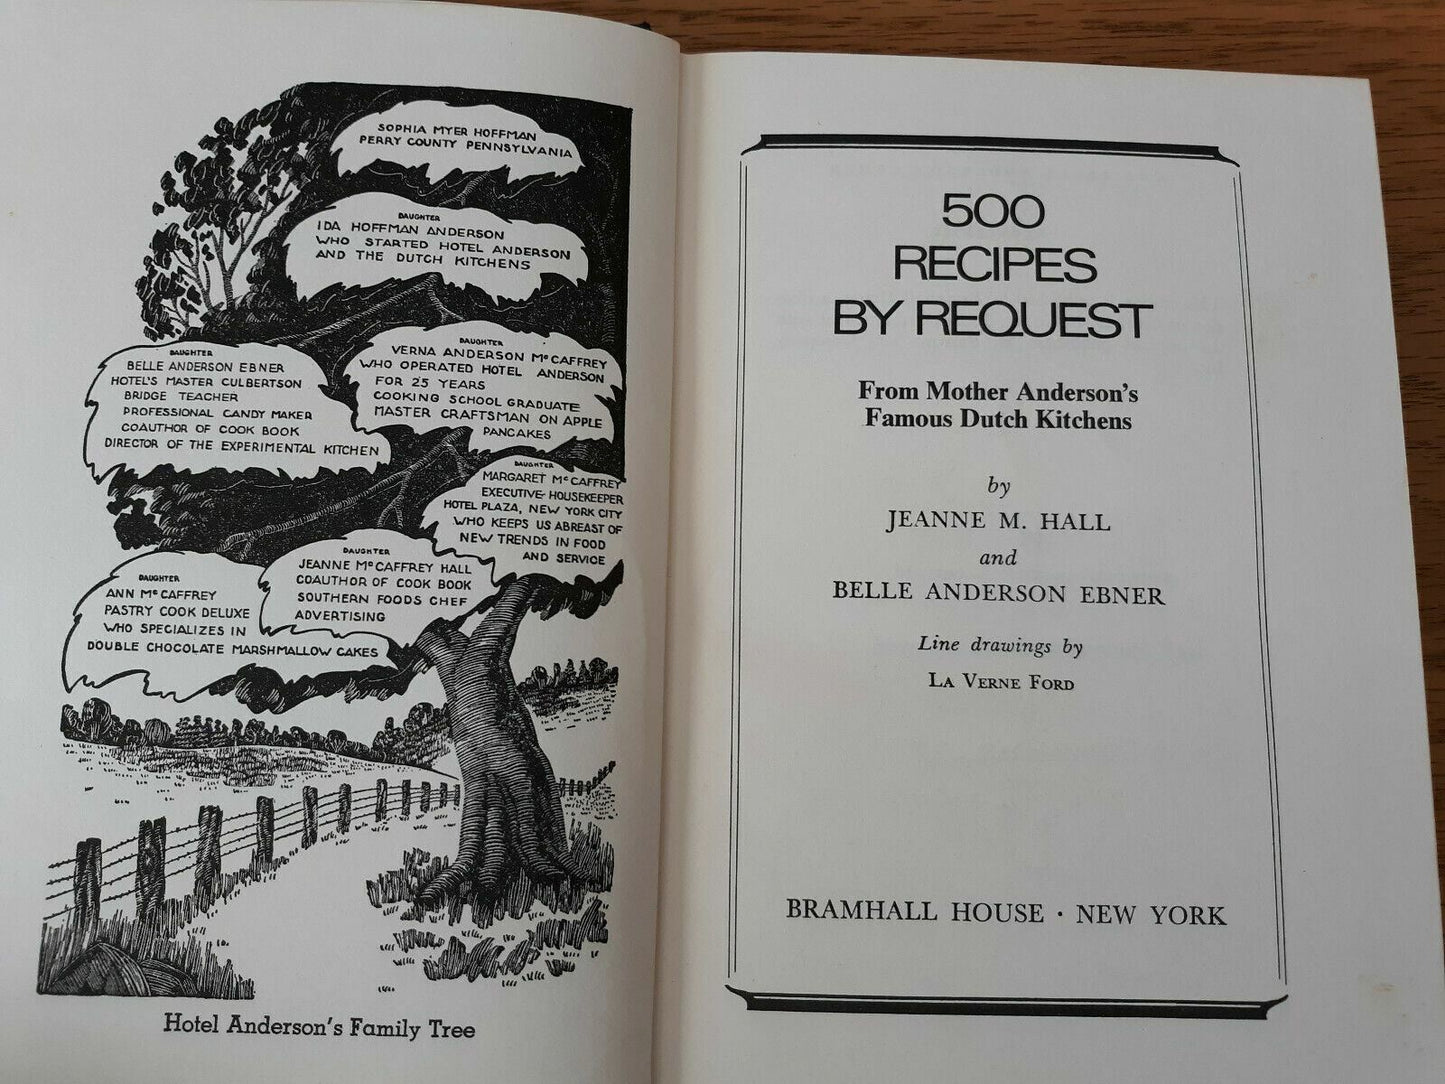 SOPHIA MYER HOFFMAN
PERRY COUNTY PENNSYLVANIA
DAUGHTER
IDA HOFFMAN ANDERSON
WHO STARTED HOTEL ANDERSON
AND THE DUTCH KITCHENS
DAUGHTER
BELLE ANDERSON EBNER
HOTEL'S MASTER CULBERTSON
BRIDGE TEACHER
PROFESSIONAL CANDY MAKER
COAUTHOR OF COOK BOOK
DIRECTOR OF THE EXPERIMENTAL KITCHEN
DAUGHTER
VERNA ANDERSON McCAFFREY
WHO OPERATED HOTEL ANDERSON
FOR 25 YEARS
COOKING SCHOOL GRADUATE
MASTER CRAFTSMAN ON APPLE
PANCAKES
DAUGHTER
MARGARET McCAFFREY
EXECUTIVE-HOUSEKEEPER
HOTEL PLAZA, NEW YORK CITY
WHO KEEPS US ABREAST OF
NEW TRENDS IN FOOD
AND SERVICE
DAUGHTER
JEANNE McCAFFREY HALL
COAUTHOR OF COOK BOOK
SOUTHERN FOODS CHEF
ADVERTISING
DAUGHTER
ANN McCAFFREY
PASTRY COOK DELUXE
WHO SPECIALIZES IN
DOUBLE CHOCOLATE MARSHMALLOW CAKES
Hotel Anderson's Family Tree
500
RECIPES
BY REQUEST
From Mother Anderson's
Famous Dutch Kitchens
by
JEANNE M. HALL
and
BELLE ANDERSON EBNER
Line drawings by
LA VERNE FORD
BRAMHALL HOUSE · NEW YORK